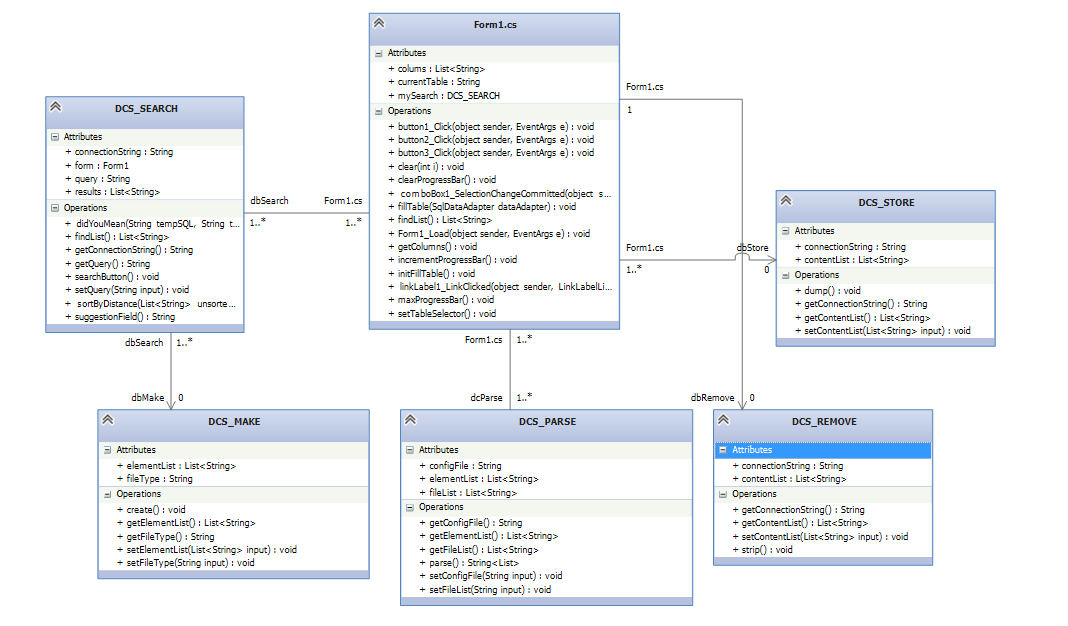 Form1.cs
Attributes
+ colums : List<String>
+ currentTable : String
+ mySearch : DCS_SEARCH
Operations
+ button1_Click(object sender, EventArgs e) : void
+ button2_Click(object sender, EventArgs e) : void
+ button3_Click(object sender, EventArgs e) : void
+ clear(int i) : void
+ clearProgressBar() : void
+ comboBox1_SelectionChangeCommitted(object s...
+ fillTable(SqlDataAdapter dataAdapter) : void
+ findList() : List<String>
+ Form1_Load(object sender, EventArgs e) : void
+ getColumns() : void
+ incrementProgressBar() : void
+ initFillTable() : void
+ linkLabel1_LinkClicked(object sender, LinkLabelLi...
+ maxProgressBar() : void
+ setTableSelector() : void
DCS_SEARCH
Attributes
+ connectionString : String
+ form : Form1
+ query : String
+ results : List<String>
Operations
+ didYouMean(String tempSQL, String t...
+ findList() : List<String>
+ getConnectionString() : String
+ getQuery() : String
+ searchButton() : void
+ setQuery(String input) : void
+ sortByDistance(List<String> unsorte...
+ suggestionField() : String
dbSearch
Form1.cs
1..*
1..*
Form1.cs
1
Form1.cs
dbStore
1..*
0
DCS_STORE
Attributes
+ connectionString : String
+ contentList : List<String>
Operations
+ dump() : void
+ getConnectionString() : String
+ getContentList() : List<String>
+ setContentList(List<String> input) : void
dbSearch
1..*
dbMake
0
Form1.cs
1..*
dcParse
1..*
dbRemove
0
DCS_MAKE
Attributes
+ elementList : List<String>
+ fileType : String
Operations
+ create() : void
+ getElementList() : List<String>
+ getFileType() : String
+ setElementList(List<String> input) : void
+ setFileType(String input) : void
DCS_PARSE
Attributes
+ configFile : String
+ elementList : List<String>
+ fileList : List<String>
Operations
+ getConfigFile() : String
+ getElementList() : List<String>
+ getFileList() : List<String>
+ parse() : String<List>
+ setConfigFile(String input) : void
+ setFileList(String input) : void
DCS_REMOVE
Attributes
+ connectionString : String
+ contentList : List<String>
Operations
+ getConnectionString() : String
+ getContentList() : List<String>
+ setContentList(List<String> input) : void
+ strip() : void